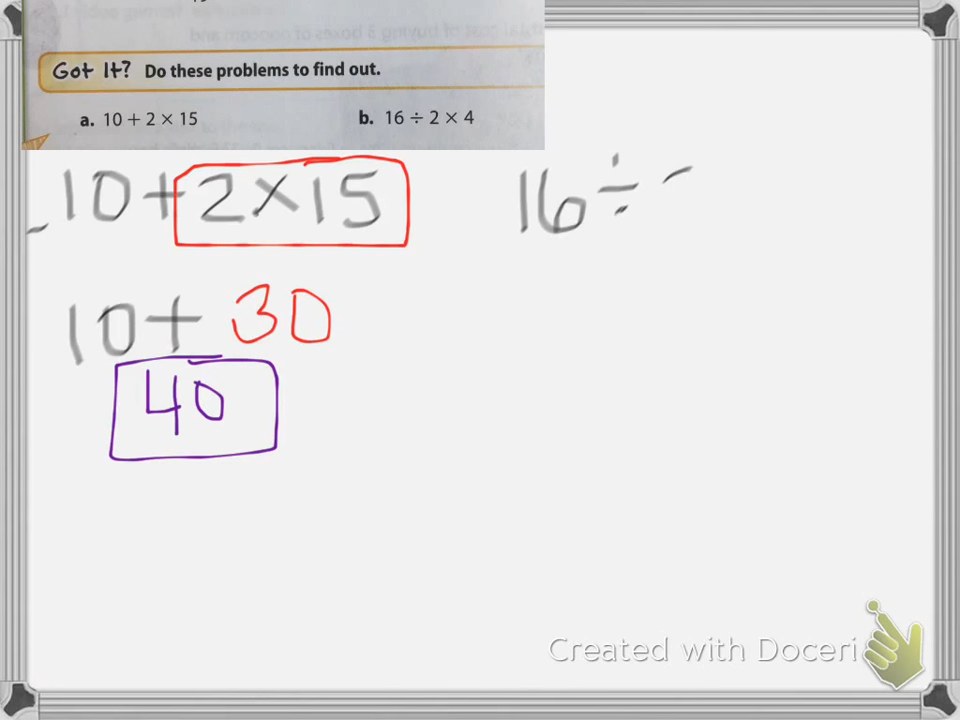 Got It? Do these problems to find out.
a. 10 + 2 × 15
b. 16 ÷ 2 × 4
10+2×15
16÷
10+ 30
40
Created with Doceri